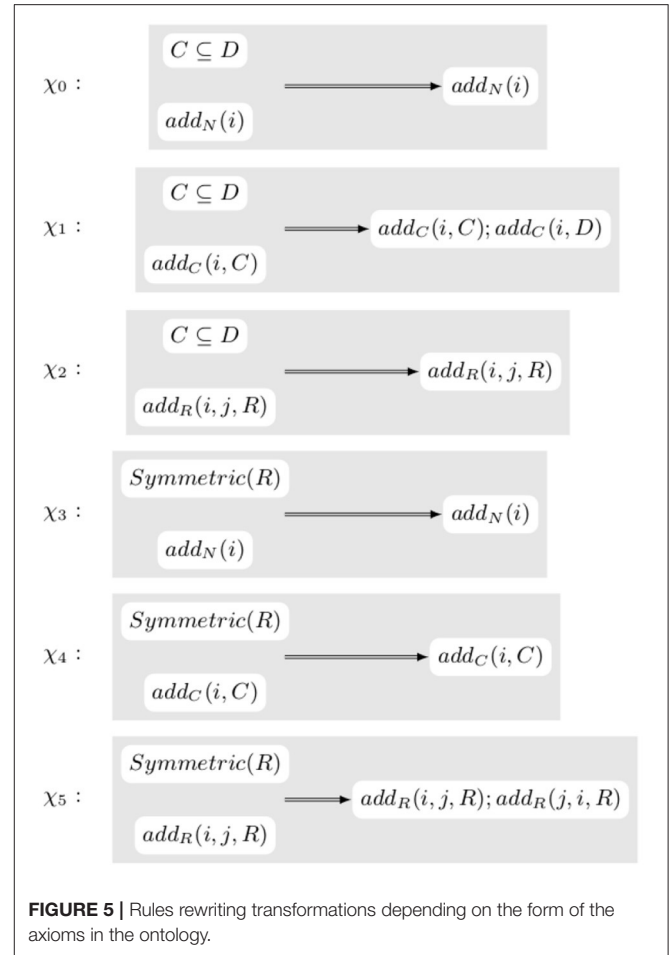 C ⊆ D
χ₀ : add_N(i)
add_N(i)
C ⊆ D
χ₁ : add_C(i, C); add_C(i, D)
add_C(i, C)
C ⊆ D
χ₂ : add_R(i, j, R)
add_R(i, j, R)
Symmetric(R)
χ₃ : add_N(i)
add_N(i)
Symmetric(R)
χ₄ : add_C(i, C)
add_C(i, C)
Symmetric(R)
χ₅ : add_R(i, j, R); add_R(j, i, R)
add_R(i, j, R)
FIGURE 5 | Rules rewriting transformations depending on the form of the
axioms in the ontology.